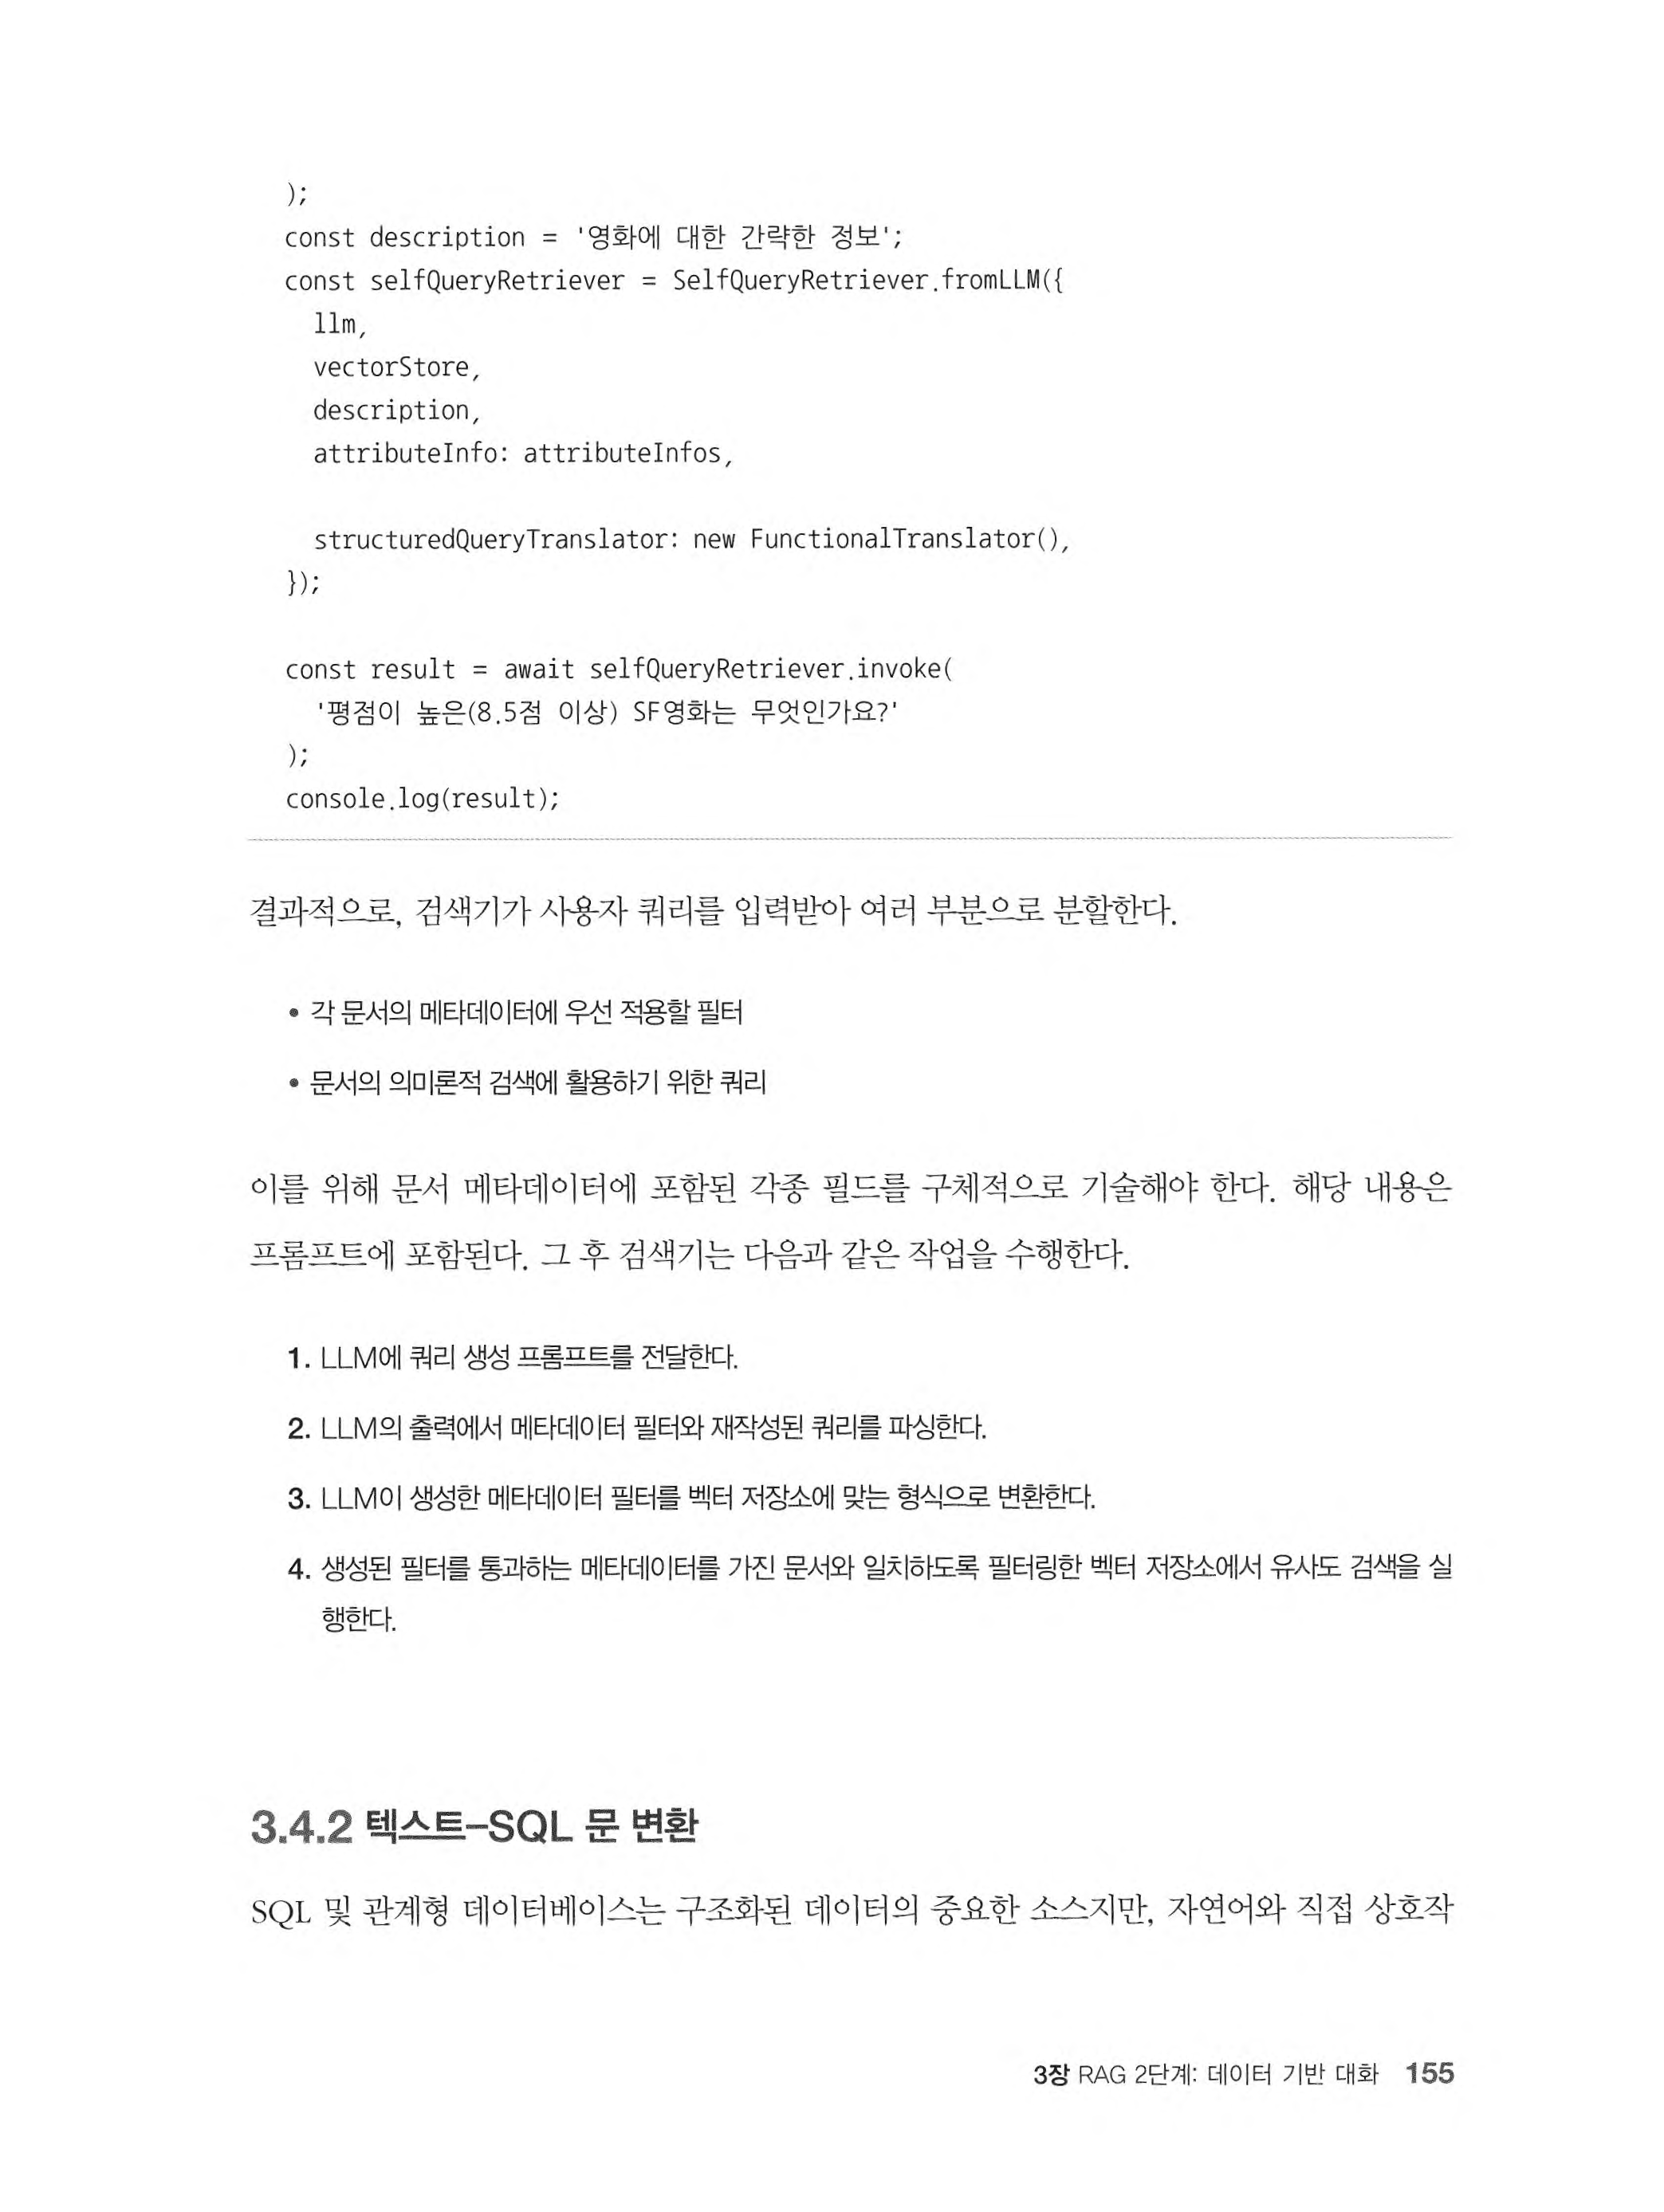 );
const description = '영화에 대한 간략한 정보';
const selfQueryRetriever = SelfQueryRetriever.fromLLM({
  llm,
  vectorStore,
  description,
  attributeInfo: attributeInfos,

  structuredQueryTranslator: new FunctionalTranslator(),
});

const result = await selfQueryRetriever.invoke(
  '평점이 높은(8.5점 이상) SF영화는 무엇인가요?'
);
console.log(result);
결과적으로, 검색기가 사용자 쿼리를 입력받아 여러 부분으로 분할한다.
• 각 문서의 메타데이터에 우선 적용할 필터
• 문서의 의미론적 검색에 활용하기 위한 쿼리
이를 위해 문서 메타데이터에 포함된 각종 필드를 구체적으로 기술해야 한다. 해당 내용은
프롬프트에 포함된다. 그 후 검색기는 다음과 같은 작업을 수행한다.
1. LLM에 쿼리 생성 프롬프트를 전달한다.
2. LLM의 출력에서 메타데이터 필터와 재작성된 쿼리를 파싱한다.
3. LLM이 생성한 메타데이터 필터를 벡터 저장소에 맞는 형식으로 변환한다.
4. 생성된 필터를 통과하는 메타데이터를 가진 문서와 일치하도록 필터링한 벡터 저장소에서 유사도 검색을 실
행한다.
3.4.2 텍스트-SQL 문 변환
SQL 및 관계형 데이터베이스는 구조화된 데이터의 중요한 소스지만, 자연어와 직접 상호작
3장 RAG 2단계: 데이터 기반 대화 155